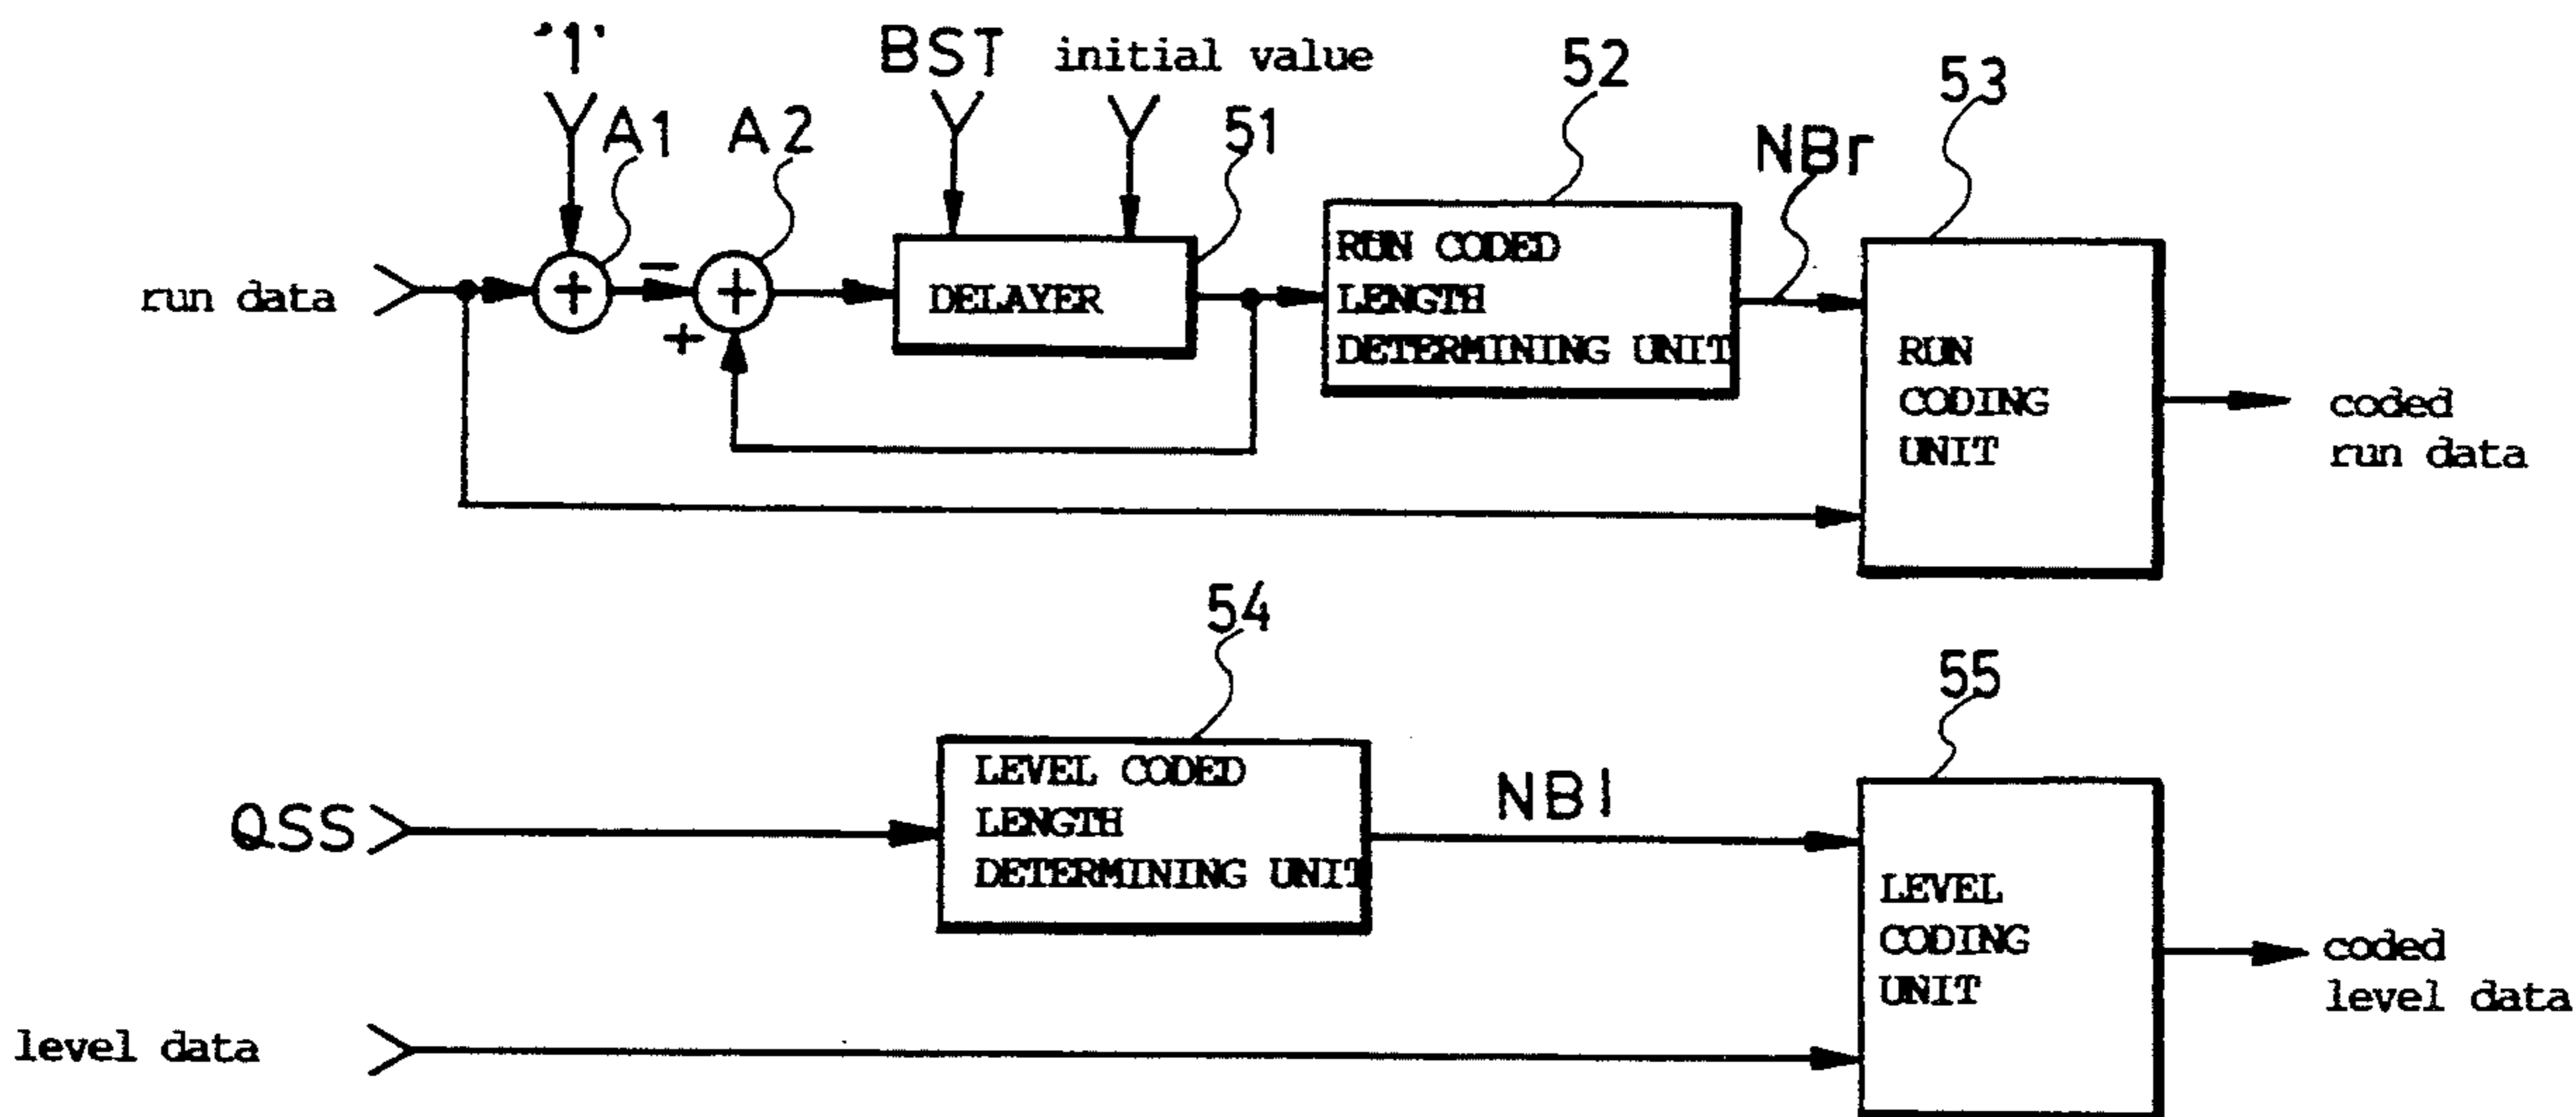 '1'
BST initial value
52
53
A1
A2
51
NBr
run data
+
−
+
+
DELAYER
RUN CODED
LENGTH
DETERMINING UNIT
RUN
CODING
UNIT
coded
run data
54
55
QSS
LEVEL CODED
LENGTH
DETERMINING UNIT
NBl
LEVEL
CODING
UNIT
coded
level data
level data